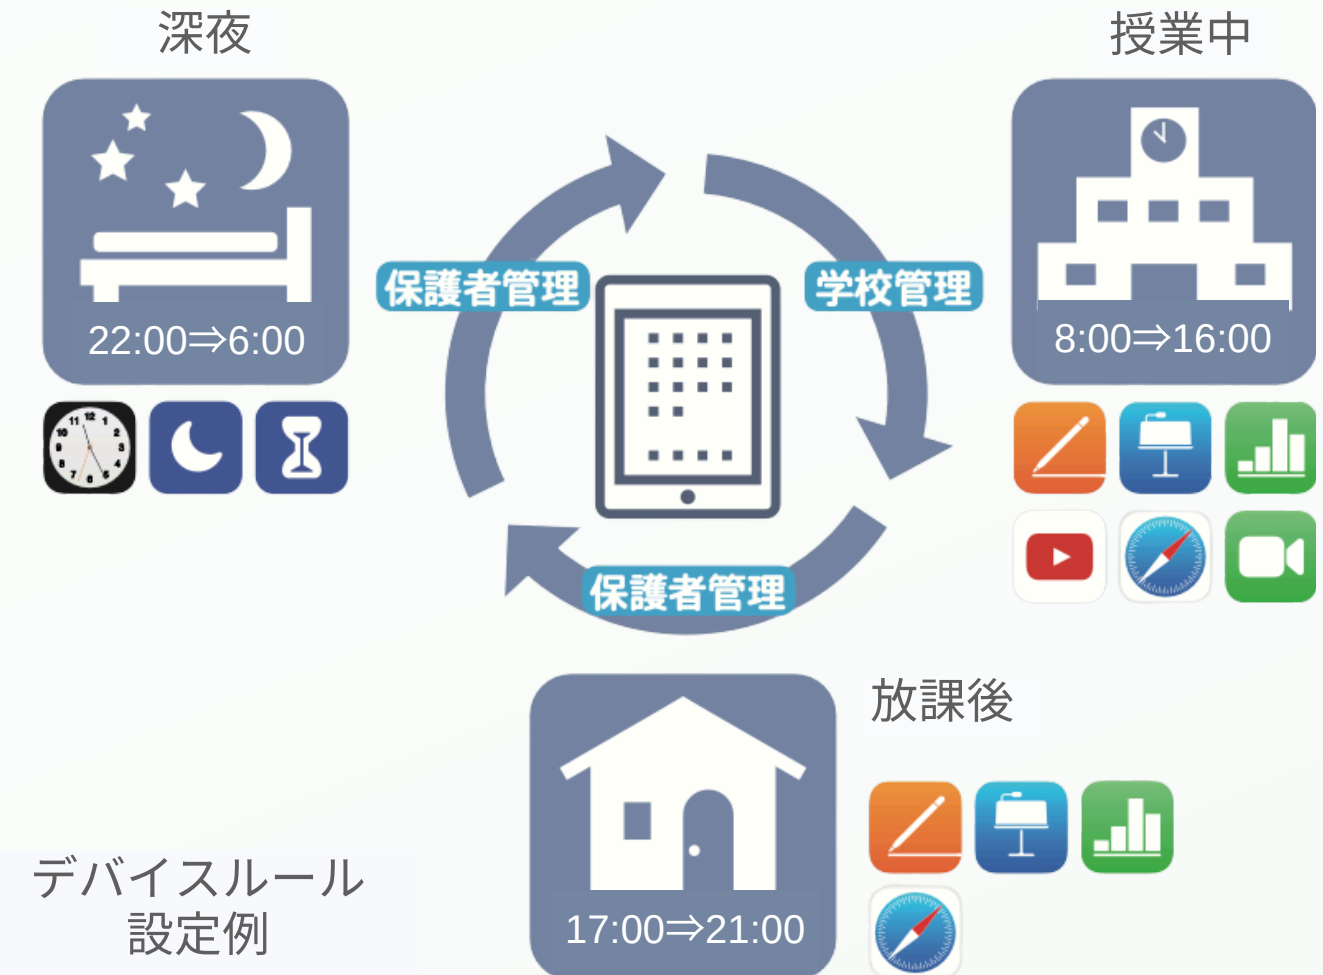 深夜
授業中
保護者管理
学校管理
22:00⇒6:00
8:00⇒16:00
保護者管理
放課後
17:00⇒21:00
デバイスルール
設定例